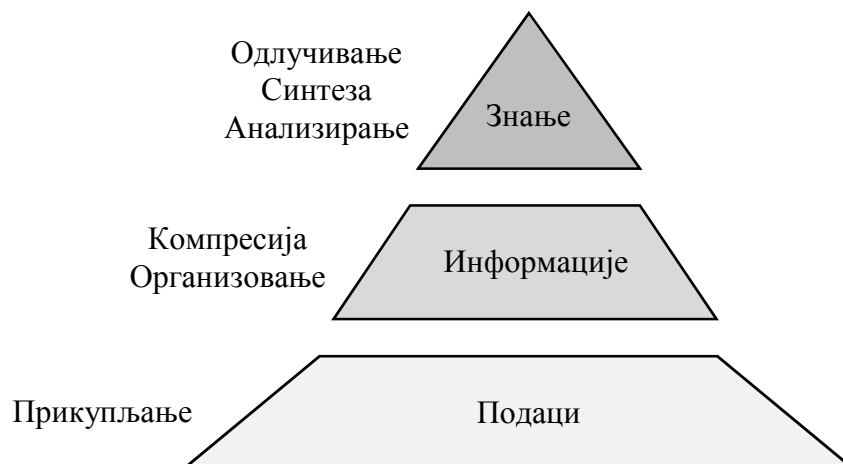 Одлучивање
Синтеза
Анализирање
Знање
Компресија
Организовање
Информације
Прикупљање
Подаци